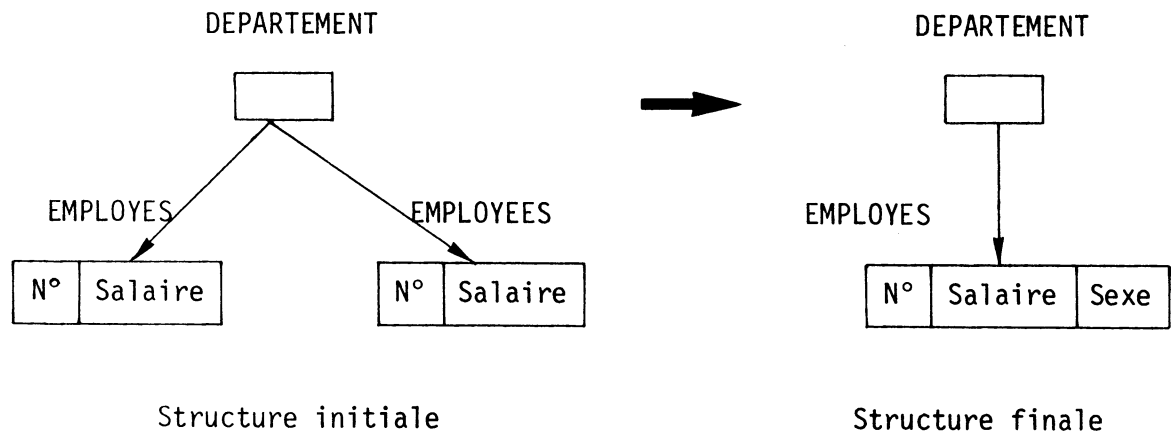 DEPARTEMENT
DEPARTEMENT
EMPLOYES
EMPLOYEES
EMPLOYES
N° Salaire
N° Salaire
N° Salaire Sexe
Structure initiale
Structure finale